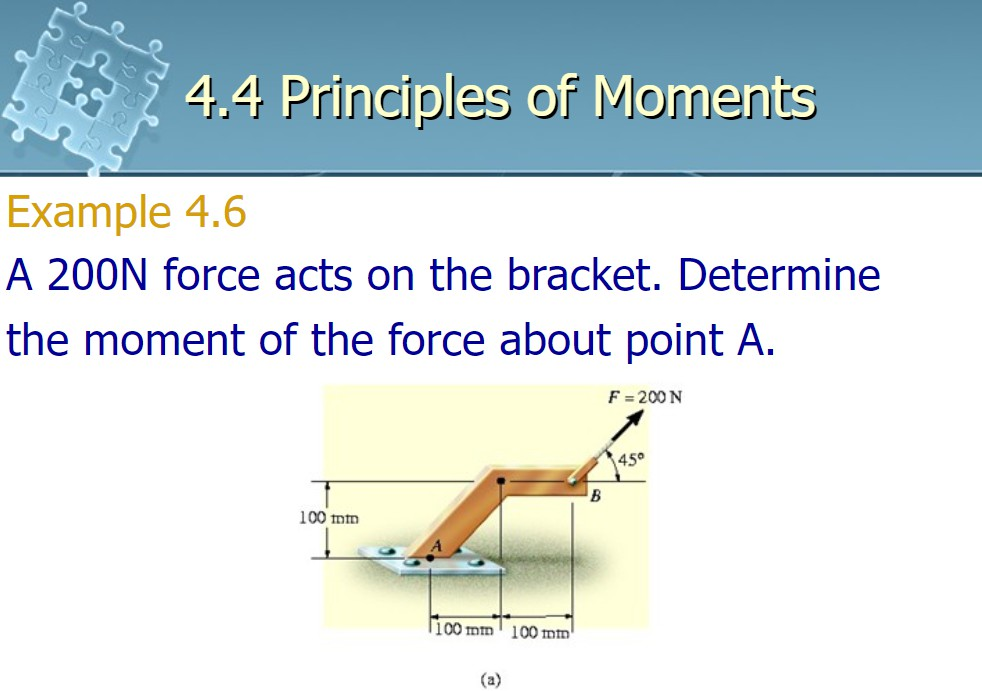 4.4 Principles of Moments
Example 4.6
A 200N force acts on the bracket. Determine
the moment of the force about point A.
F = 200 N
45°
B
100 mm
A
100 mm
100 mm
(a)